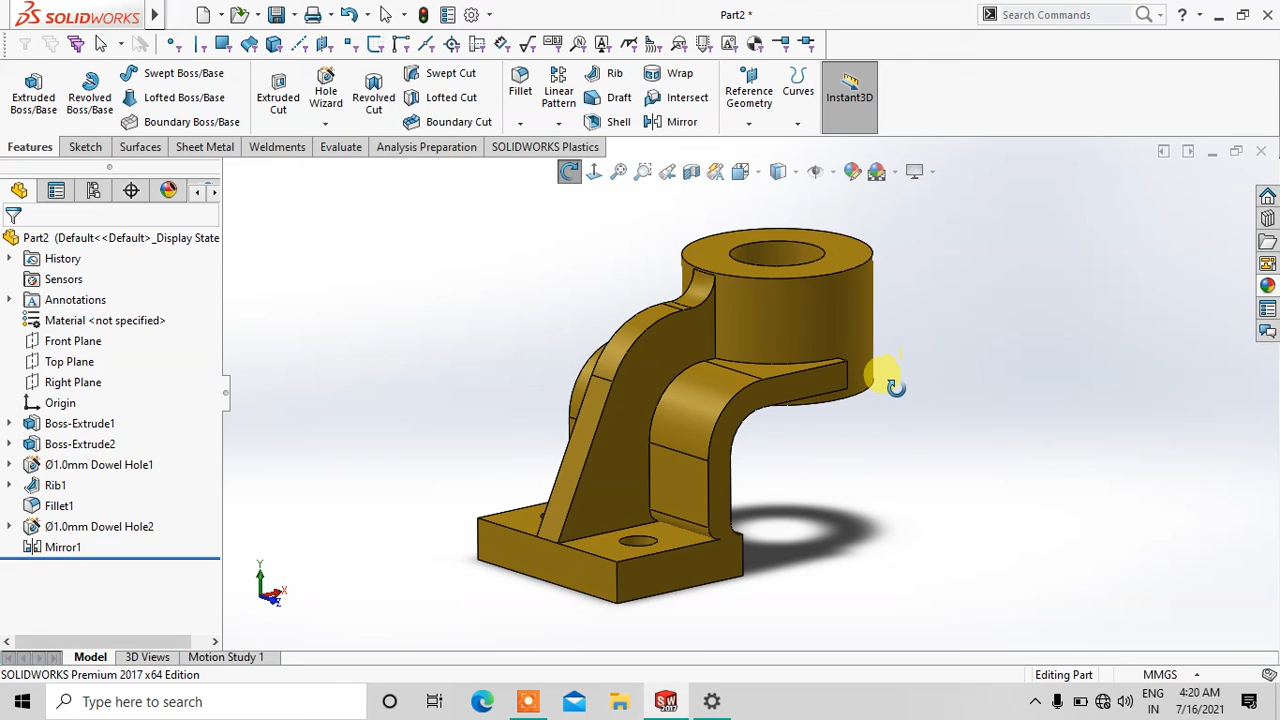 SOLIDWORKS
Part2 *
Search Commands
?
Extruded Boss/Base
Revolved Boss/Base
Swept Boss/Base
Lofted Boss/Base
Boundary Boss/Base
Extruded Cut
Hole Wizard
Revolved Cut
Swept Cut
Lofted Cut
Boundary Cut
Fillet
Linear Pattern
Rib
Draft
Shell
Wrap
Intersect
Mirror
Reference Geometry
Curves
Instant3D
Features Sketch Surfaces Sheet Metal Weldments Evaluate Analysis Preparation SOLIDWORKS Plastics
Part2 (Default<<Default>_Display State
History
Sensors
Annotations
Material <not specified>
Front Plane
Top Plane
Right Plane
Origin
Boss-Extrude1
Boss-Extrude2
Ø1.0mm Dowel Hole1
Rib1
Fillet1
Ø1.0mm Dowel Hole2
Mirror1
Y
X
Z
Model 3D Views Motion Study 1
SOLIDWORKS Premium 2017 x64 Edition
Editing Part MMGS
Type here to search
SW
2017
ENG
IN
4:20 AM
7/16/2021